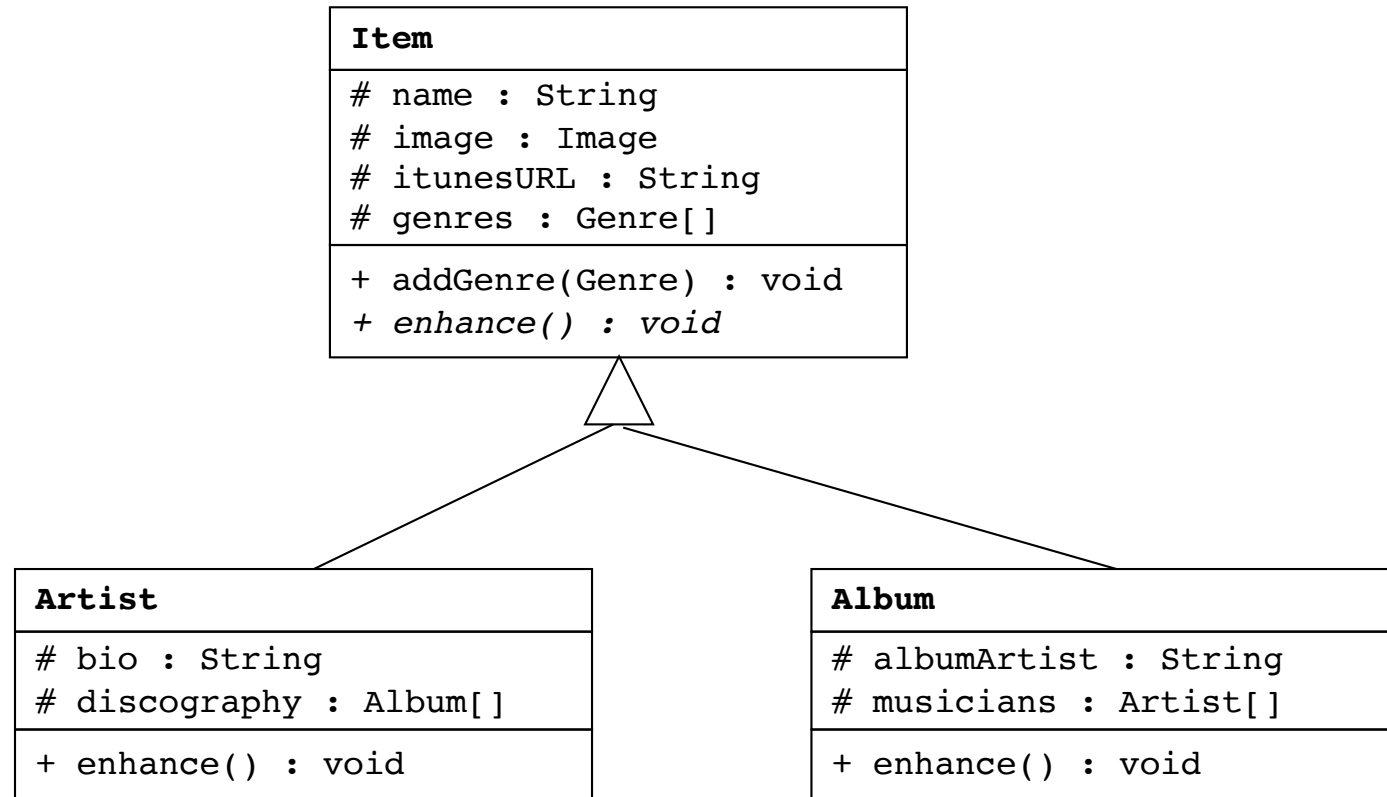 Item
# name : String
# image : Image
# itunesURL : String
# genres : Genre[]
+ addGenre(Genre) : void
+ enhance() : void
Artist
# bio : String
# discography : Album[]
+ enhance() : void
Album
# albumArtist : String
# musicians : Artist[]
+ enhance() : void